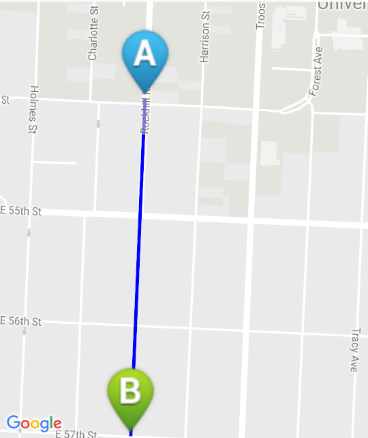 Univer
Charlotte St
Harrison St
Troos
A
Forest Ave
Holmes St
St
Rockhill R
E 55th St
E 56th St
Tracy Ave
B
Google
E 57th St